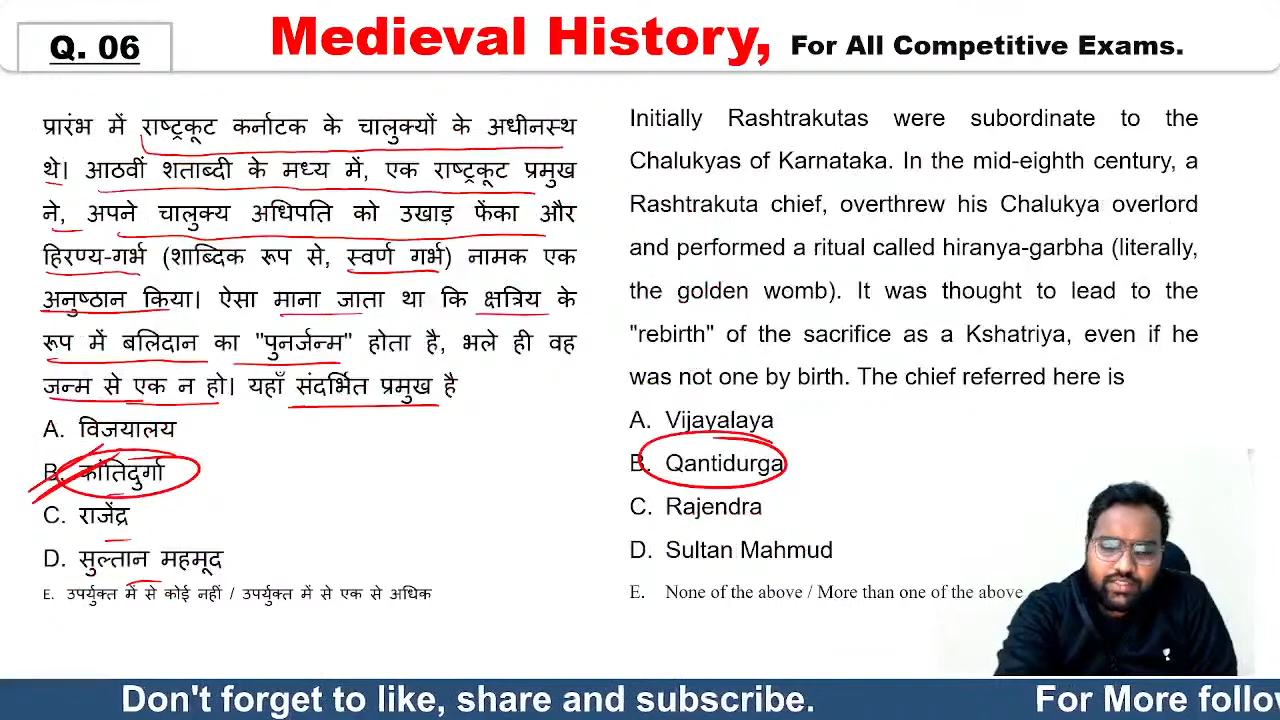 Q. 06
Medieval History, For All Competitive Exams.
प्रारंभ में राष्ट्रकूट कर्नाटक के चालुक्यों के अधीनस्थ
थे। आठवीं शताब्दी के मध्य में, एक राष्ट्रकूट प्रमुख
ने, अपने चालुक्य अधिपति को उखाड़ फेंका और
हिरण्य-गर्भ (शाब्दिक रूप से, स्वर्ण गर्भ) नामक एक
अनुष्ठान किया। ऐसा माना जाता था कि क्षत्रिय के
रूप में बलिदान का "पुनर्जन्म" होता है, भले ही वह
जन्म से एक न हो। यहाँ संदर्भित प्रमुख है
A. विजयालय
B. कांतिदुर्गा
C. राजेंद्र
D. सुल्तान महमूद
E. उपर्युक्त में से कोई नहीं / उपर्युक्त में से एक से अधिक
Initially Rashtrakutas were subordinate to the
Chalukyas of Karnataka. In the mid-eighth century, a
Rashtrakuta chief, overthrew his Chalukya overlord
and performed a ritual called hiranya-garbha (literally,
the golden womb). It was thought to lead to the
"rebirth" of the sacrifice as a Kshatriya, even if he
was not one by birth. The chief referred here is
A. Vijayalaya
B. Qantidurga
C. Rajendra
D. Sultan Mahmud
E. None of the above / More than one of the above
Don't forget to like, share and subscribe.
For More follow